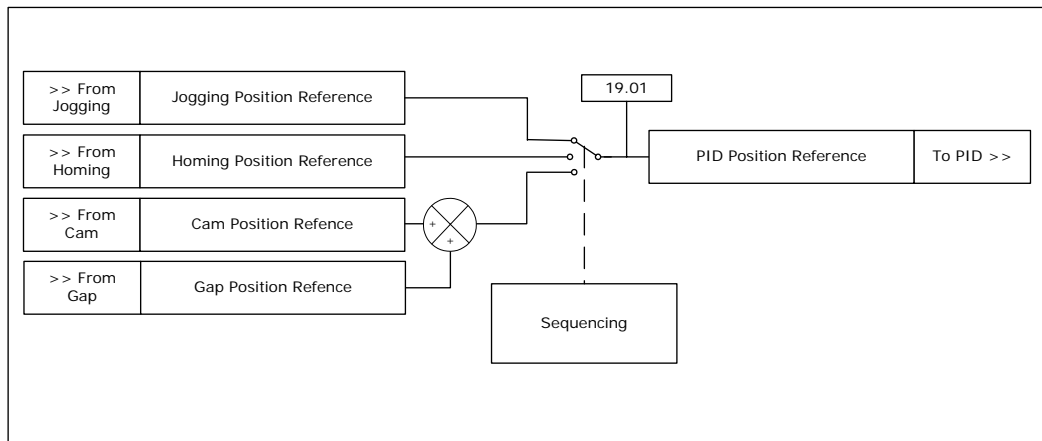 19.01
>> From
Jogging
Jogging Position Reference
>> From
Homing
Homing Position Reference
PID Position Reference
To PID >>
>> From
Cam
Cam Position Refence
+
+
>> From
Gap
Gap Position Refence
Sequencing